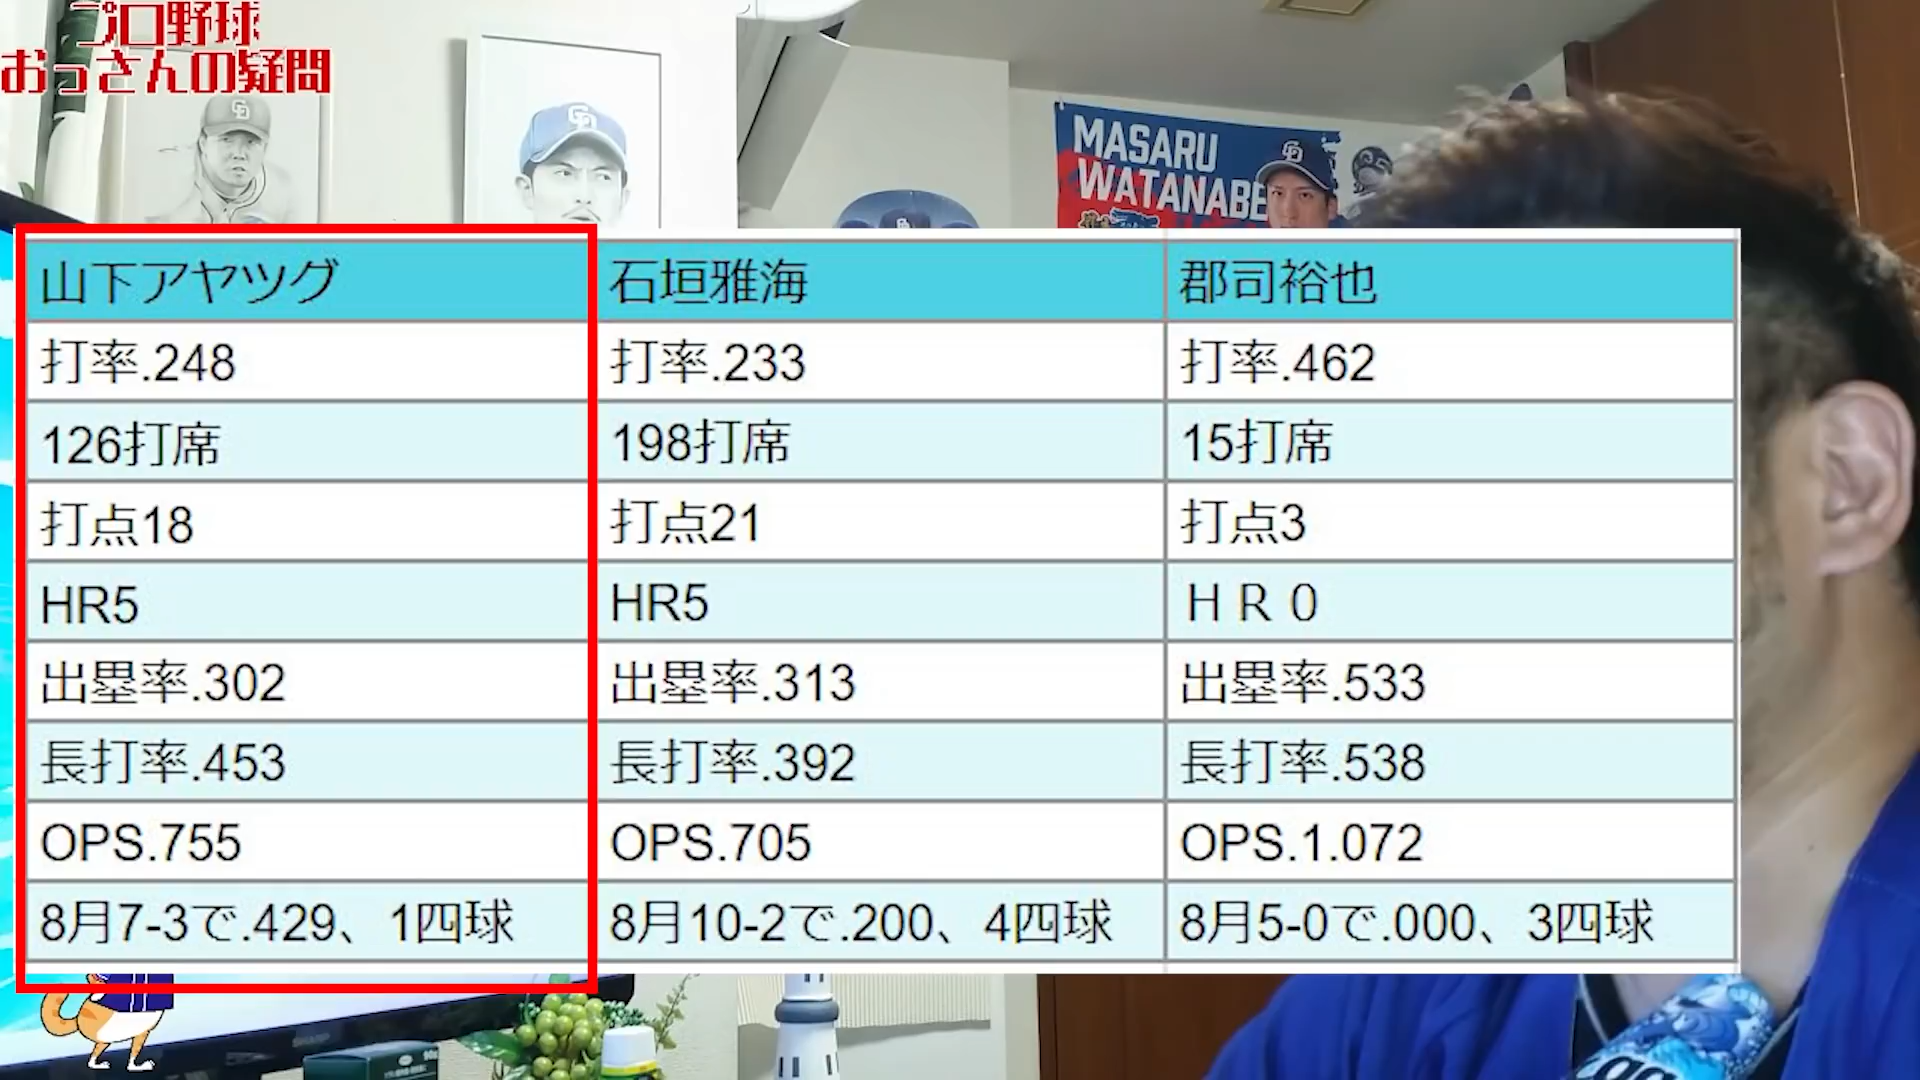 プロ野球
おっさんの疑問
MASARU
WATANABE
山下アヤツグ
石垣雅海
郡司裕也
打率.248
打率.233
打率.462
126打席
198打席
15打席
打点18
打点21
打点3
HR5
HR5
ＨＲ０
出塁率.302
出塁率.313
出塁率.533
長打率.453
長打率.392
長打率.538
OPS.755
OPS.705
OPS.1.072
8月7-3で.429、1四球
8月10-2で.200、4四球
8月5-0で.000、3四球